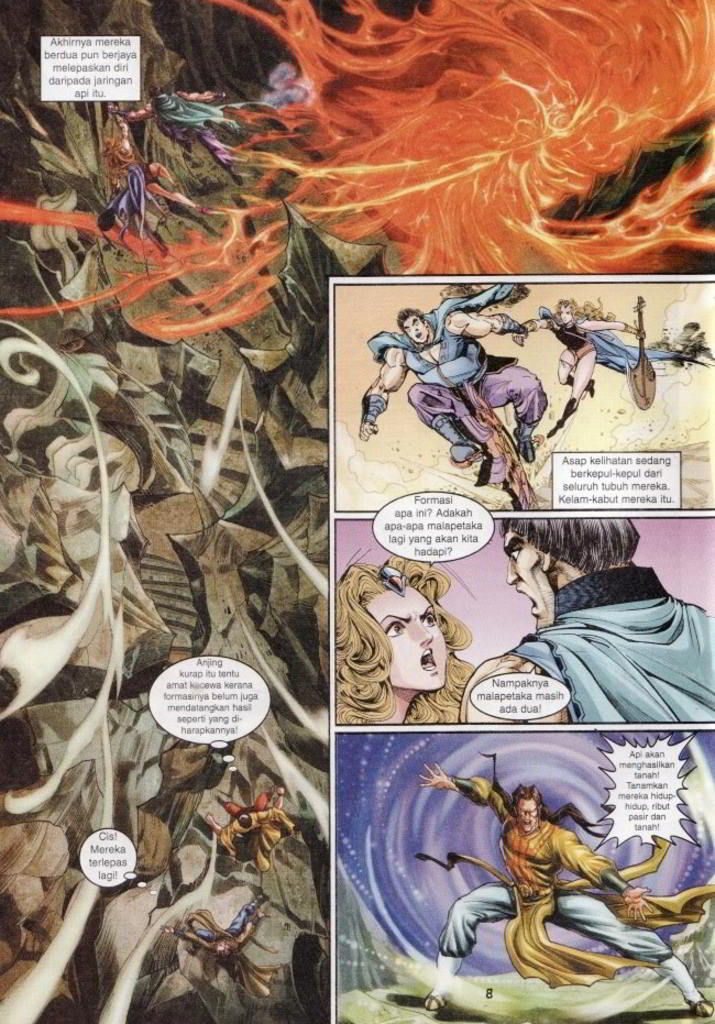 Akhirnya mereka
berdua pun berjaya
melepaskan diri
daripada jaringan
api itu.
Asap kelihatan sedang
berkepul-kepul dari
seluruh tubuh mereka.
Kelam-kabut mereka itu.
Formasi
apa ini? Adakah
apa-apa malapetaka
lagi yang akan kita
hadapi?
Nampaknya
malapetaka masih
ada dua!
Anjing
kurap itu tentu
amat kecewa kerana
formasinya belum juga
mendatangkan hasil
seperti yang di-
harapkannya!
Cis!
Mereka
terlepas
lagi!
Api akan
menghasilkan
tanah!
Tanamkan
mereka hidup-
hidup, ribut
pasir dan
tanah!
8